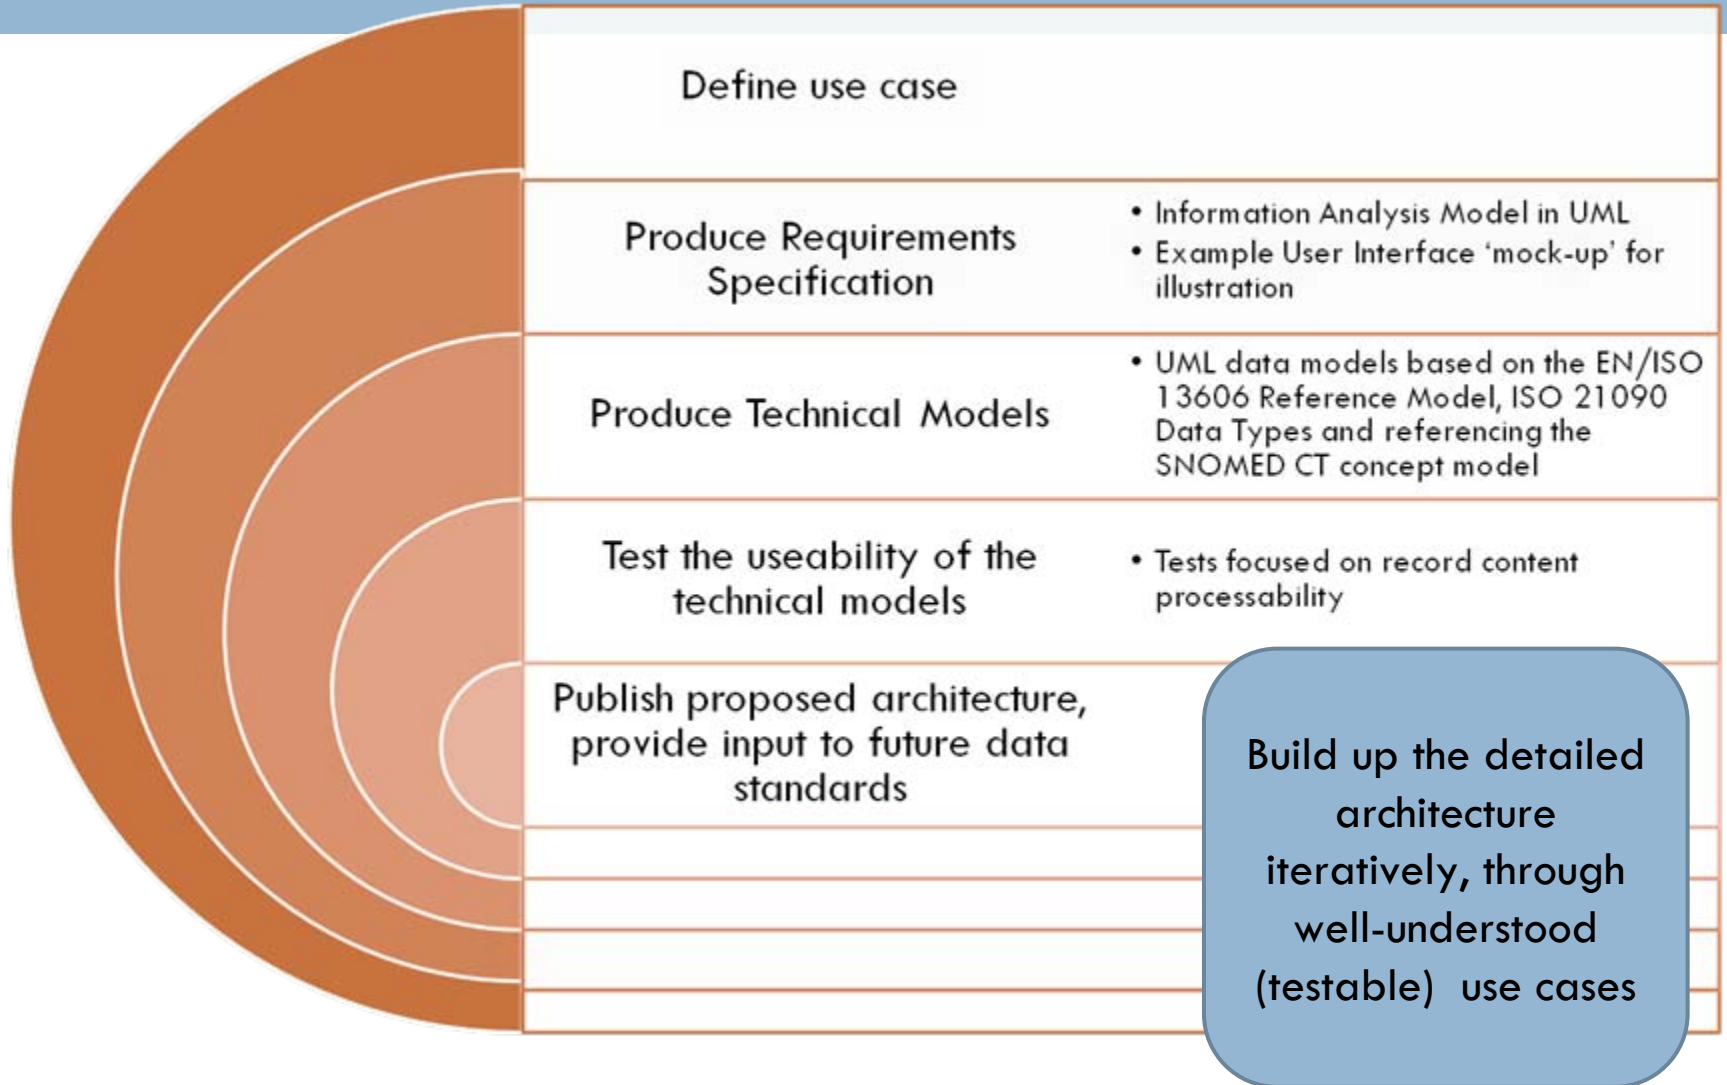 Define use case
Produce Requirements
Specification
• Information Analysis Model in UML
• Example User Interface ‘mock-up’ for
illustration
Produce Technical Models
• UML data models based on the EN/ISO
13606 Reference Model, ISO 21090
Data Types and referencing the
SNOMED CT concept model
Test the useability of the
technical models
• Tests focused on record content
processability
Publish proposed architecture,
provide input to future data
standards
Build up the detailed
architecture
iteratively, through
well-understood
(testable) use cases